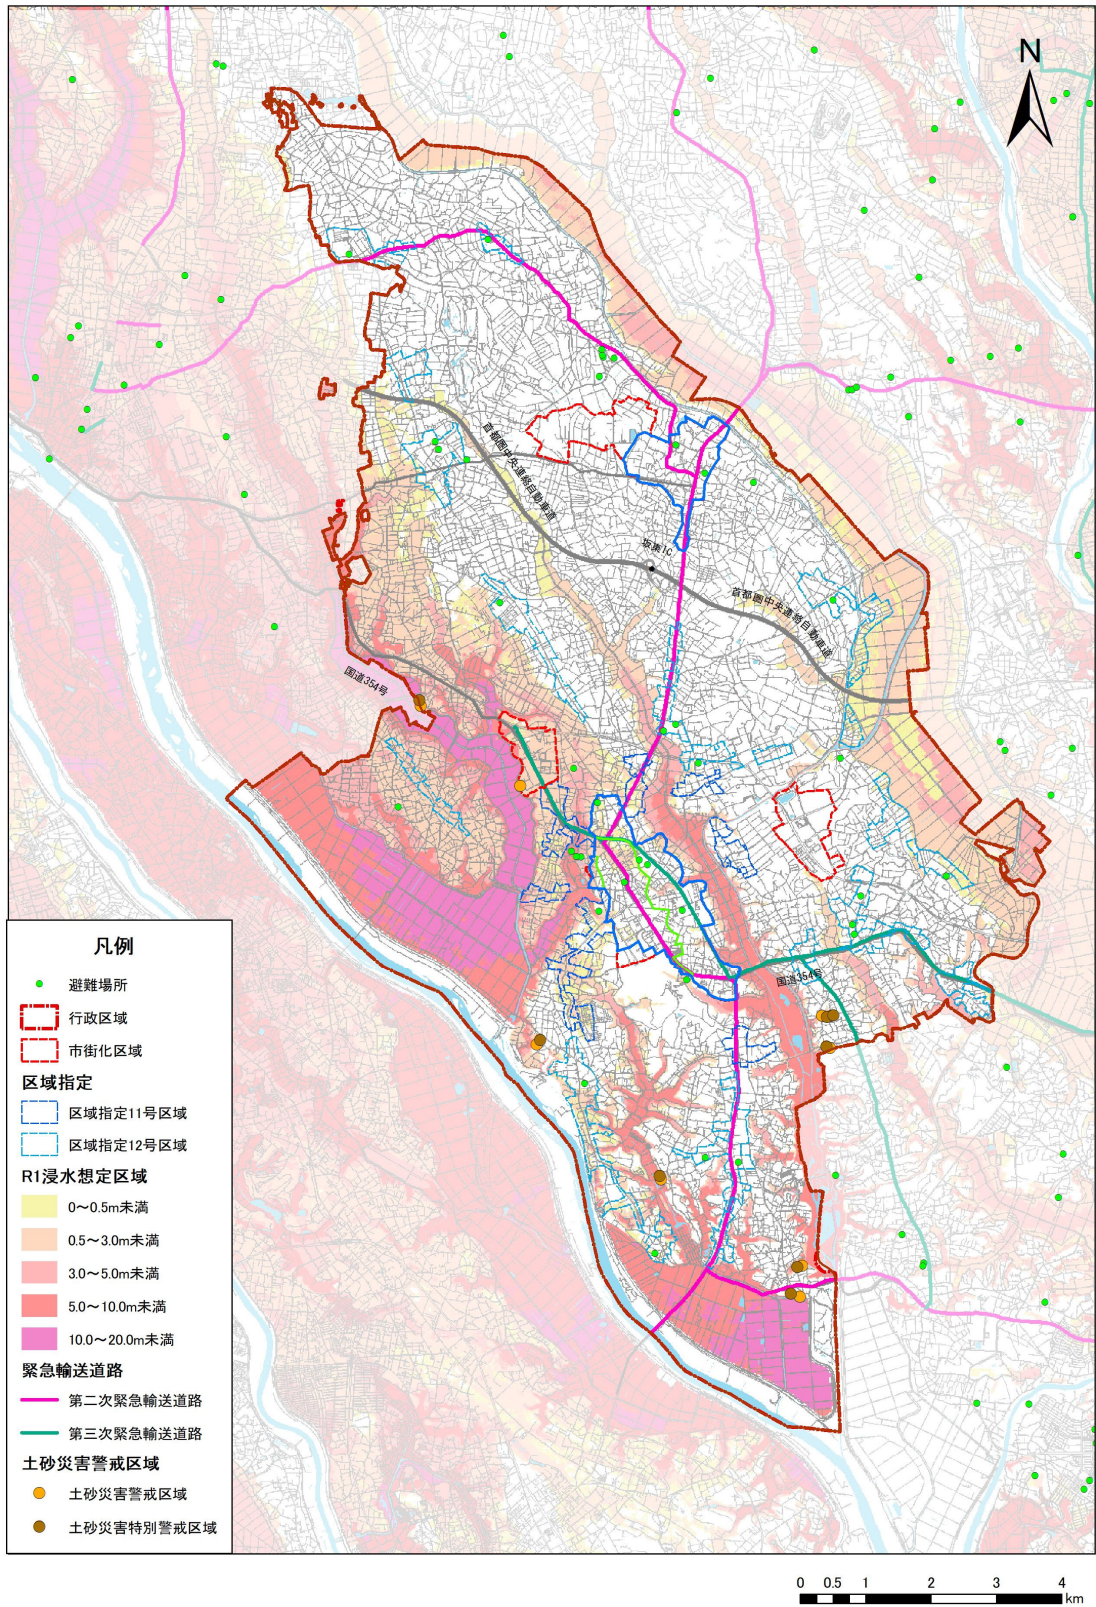 N
首都圏中央連絡自動車道
坂東IC
首都圏中央連絡自動車道
国道354号
国道354号
凡例
避難場所
行政区域
市街化区域
区域指定
区域指定11号区域
区域指定12号区域
R1浸水想定区域
0～0.5m未満
0.5～3.0m未満
3.0～5.0m未満
5.0～10.0m未満
10.0～20.0m未満
緊急輸送道路
第二次緊急輸送道路
第三次緊急輸送道路
土砂災害警戒区域
土砂災害警戒区域
土砂災害特別警戒区域
0 0.5 1 2 3 4
km